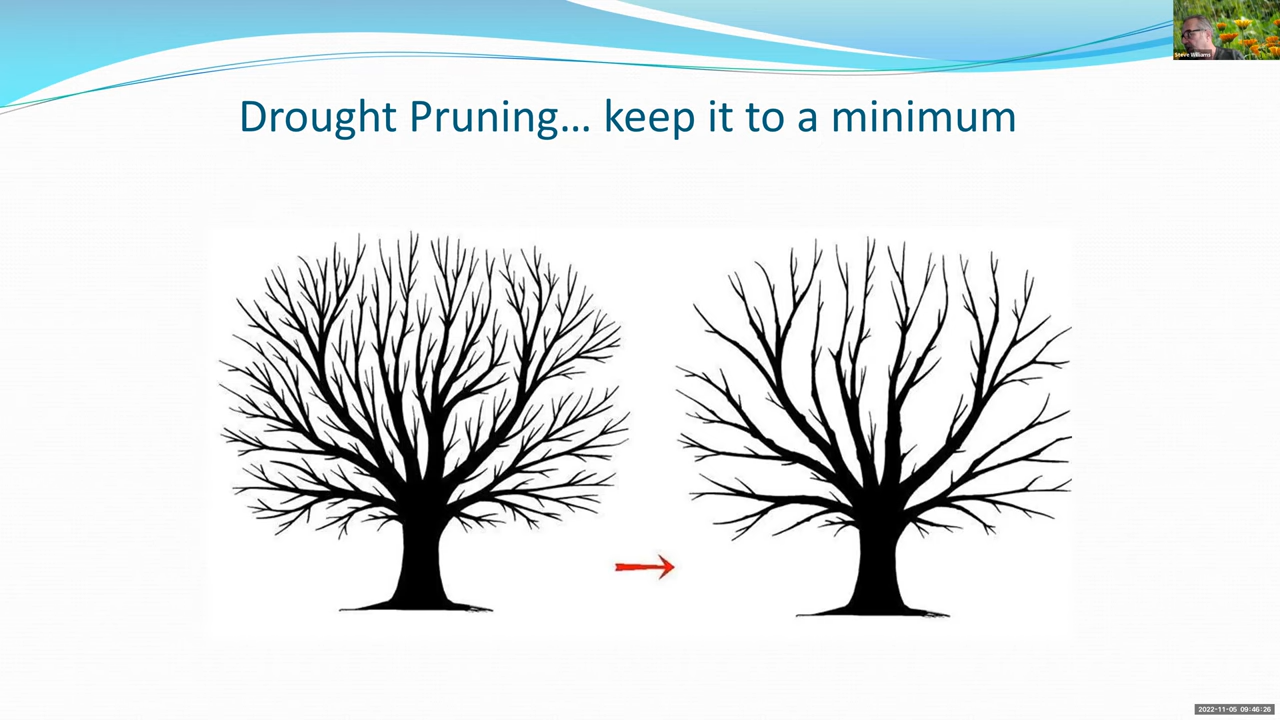 Steve Williams
Drought Pruning... keep it to a minimum
2022-11-05 09:46:26